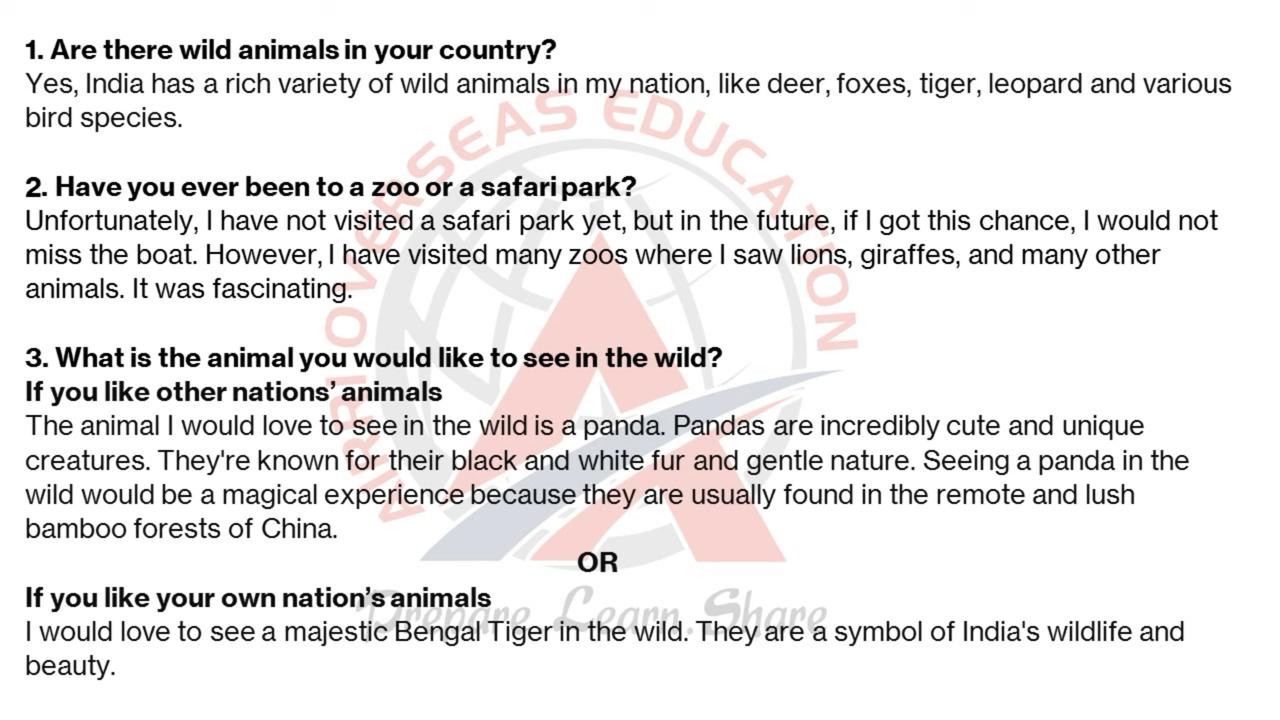 1. Are there wild animals in your country?
Yes, India has a rich variety of wild animals in my nation, like deer, foxes, tiger, leopard and various
bird species.
2. Have you ever been to a zoo or a safari park?
Unfortunately, I have not visited a safari park yet, but in the future, if I got this chance, I would not
miss the boat. However, I have visited many zoos where I saw lions, giraffes, and many other
animals. It was fascinating.
3. What is the animal you would like to see in the wild?
If you like other nations’ animals
The animal I would love to see in the wild is a panda. Pandas are incredibly cute and unique
creatures. They're known for their black and white fur and gentle nature. Seeing a panda in the
wild would be a magical experience because they are usually found in the remote and lush
bamboo forests of China.
OR
If you like your own nation’s animals
I would love to see a majestic Bengal Tiger in the wild. They are a symbol of India's wildlife and
beauty.
OVERSEAS EDUCATION
Prepare Learn Share